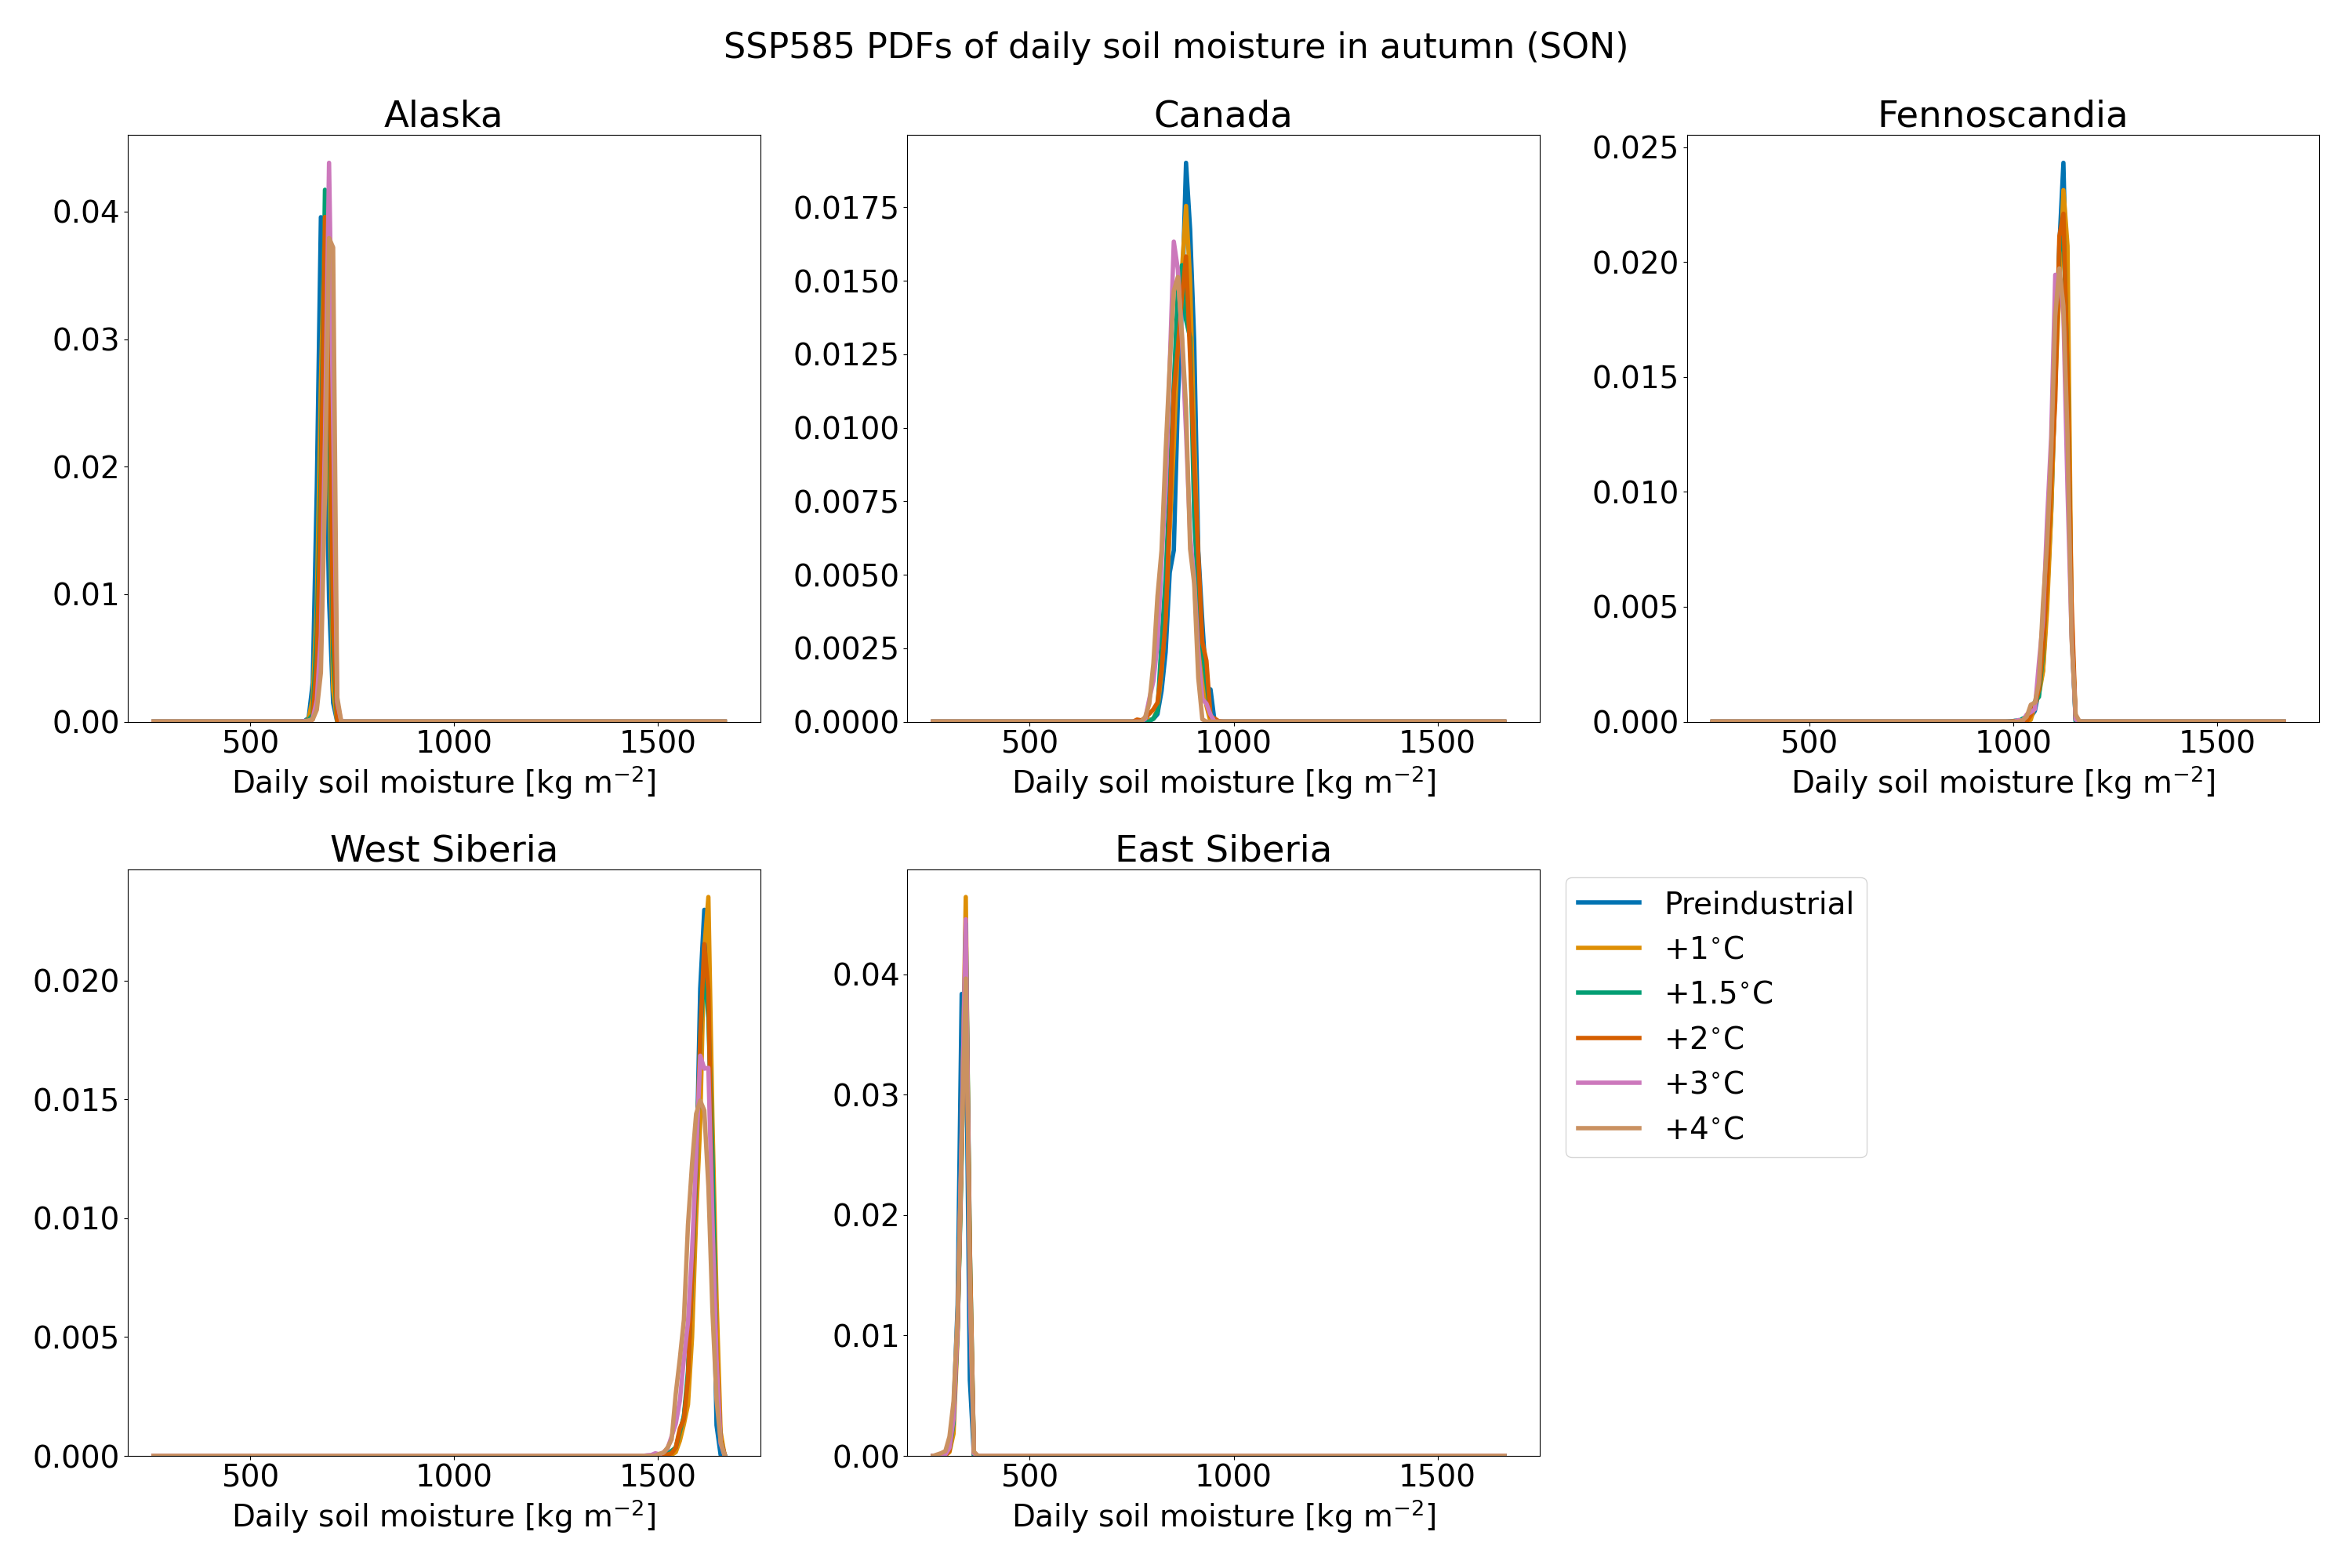 SSP585 PDFs of daily soil moisture in autumn (SON)
Alaska
0.04
0.03
0.02
0.01
0.00
500 1000 1500
Daily soil moisture [kg m⁻²]
Canada
0.0175
0.0150
0.0125
0.0100
0.0075
0.0050
0.0025
0.0000
500 1000 1500
Daily soil moisture [kg m⁻²]
Fennoscandia
0.025
0.020
0.015
0.010
0.005
0.000
500 1000 1500
Daily soil moisture [kg m⁻²]
West Siberia
0.020
0.015
0.010
0.005
0.000
500 1000 1500
Daily soil moisture [kg m⁻²]
East Siberia
0.04
0.03
0.02
0.01
0.00
500 1000 1500
Daily soil moisture [kg m⁻²]
Preindustrial
+1°C
+1.5°C
+2°C
+3°C
+4°C